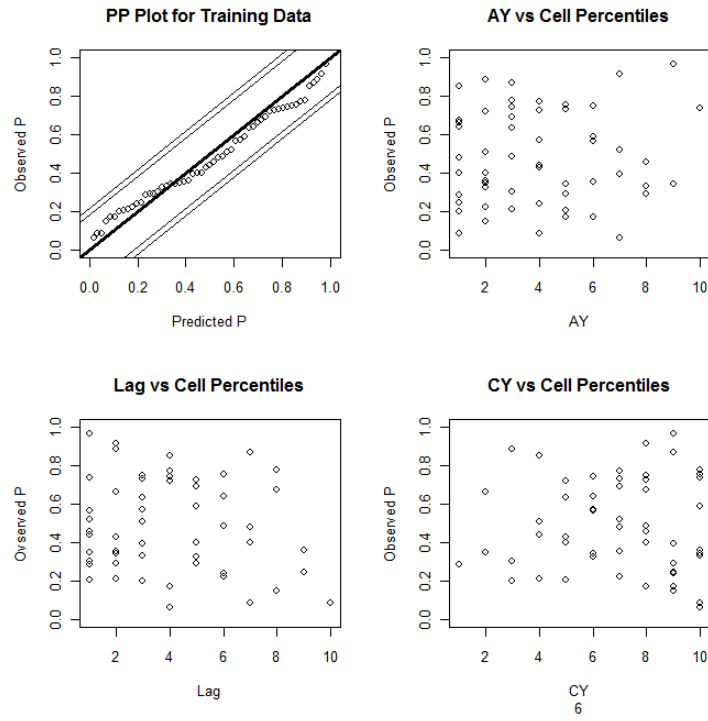 PP Plot for Training Data
Observed P
0.0 0.2 0.4 0.6 0.8 1.0
0.0 0.2 0.4 0.6 0.8 1.0
Predicted P
AY vs Cell Percentiles
Observed P
0.0 0.2 0.4 0.6 0.8 1.0
2 4 6 8 10
AY
Lag vs Cell Percentiles
Ovserved P
0.0 0.2 0.4 0.6 0.8 1.0
2 4 6 8 10
Lag
CY vs Cell Percentiles
Observed P
0.0 0.2 0.4 0.6 0.8 1.0
2 4 6 8 10
CY
6